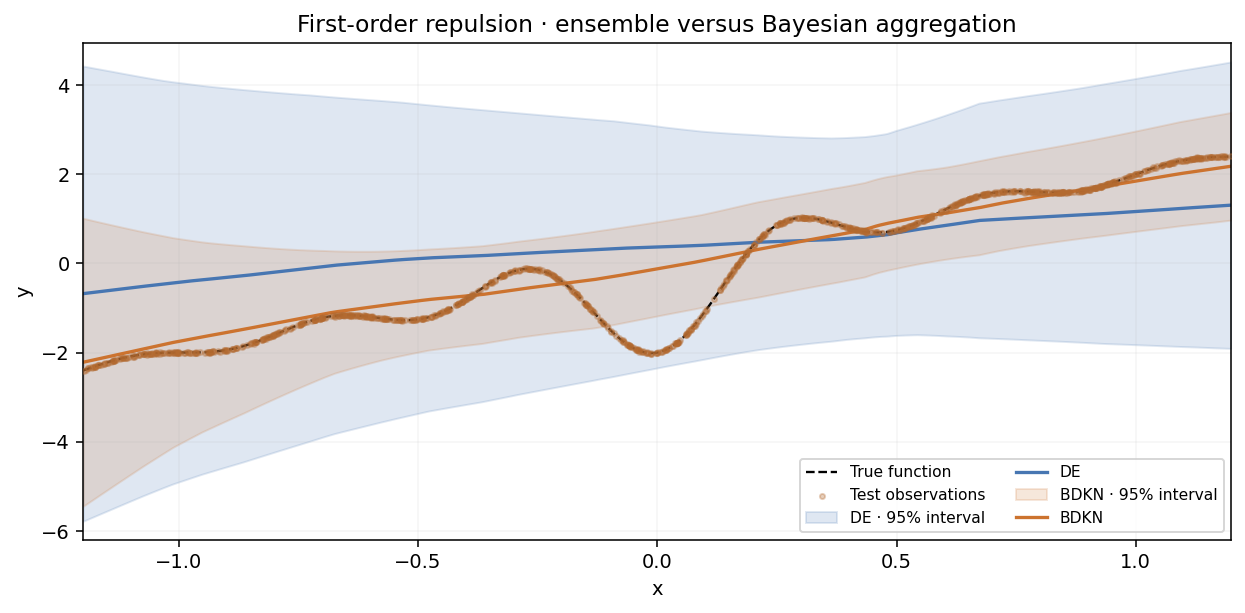 First-order repulsion · ensemble versus Bayesian aggregation
y
4
2
0
−2
−4
−6
−1.0
−0.5
0.0
0.5
1.0
x
True function
Test observations
DE · 95% interval
DE
BDKN · 95% interval
BDKN